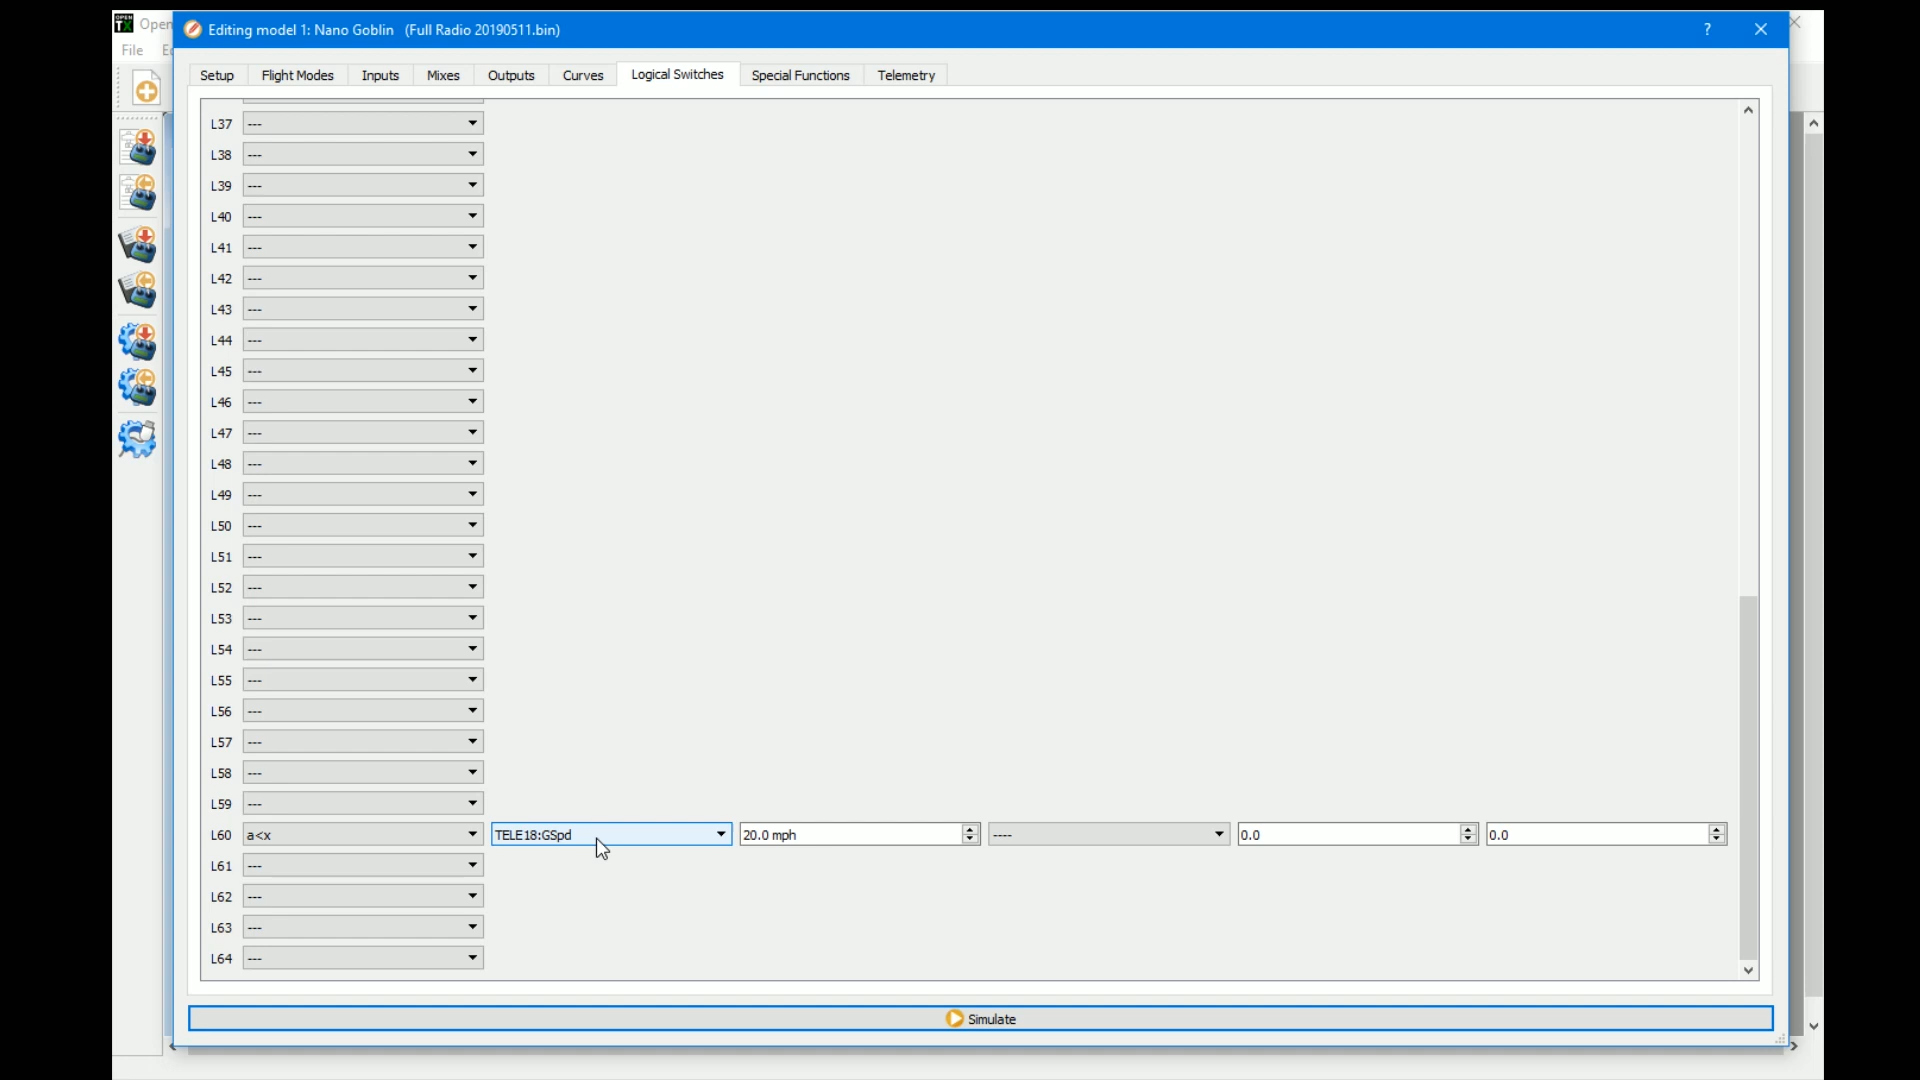 OPEN TX Open
Editing model 1: Nano Goblin (Full Radio 20190511.bin)
?
File
Setup Flight Modes Inputs Mixes Outputs Curves Logical Switches Special Functions Telemetry
L37 ---
L38 ---
L39 ---
L40 ---
L41 ---
L42 ---
L43 ---
L44 ---
L45 ---
L46 ---
L47 ---
L48 ---
L49 ---
L50 ---
L51 ---
L52 ---
L53 ---
L54 ---
L55 ---
L56 ---
L57 ---
L58 ---
L59 ---
L60 a<x TELE18:GSpd 20.0 mph ---- 0.0 0.0
L61 ---
L62 ---
L63 ---
L64 ---
Simulate